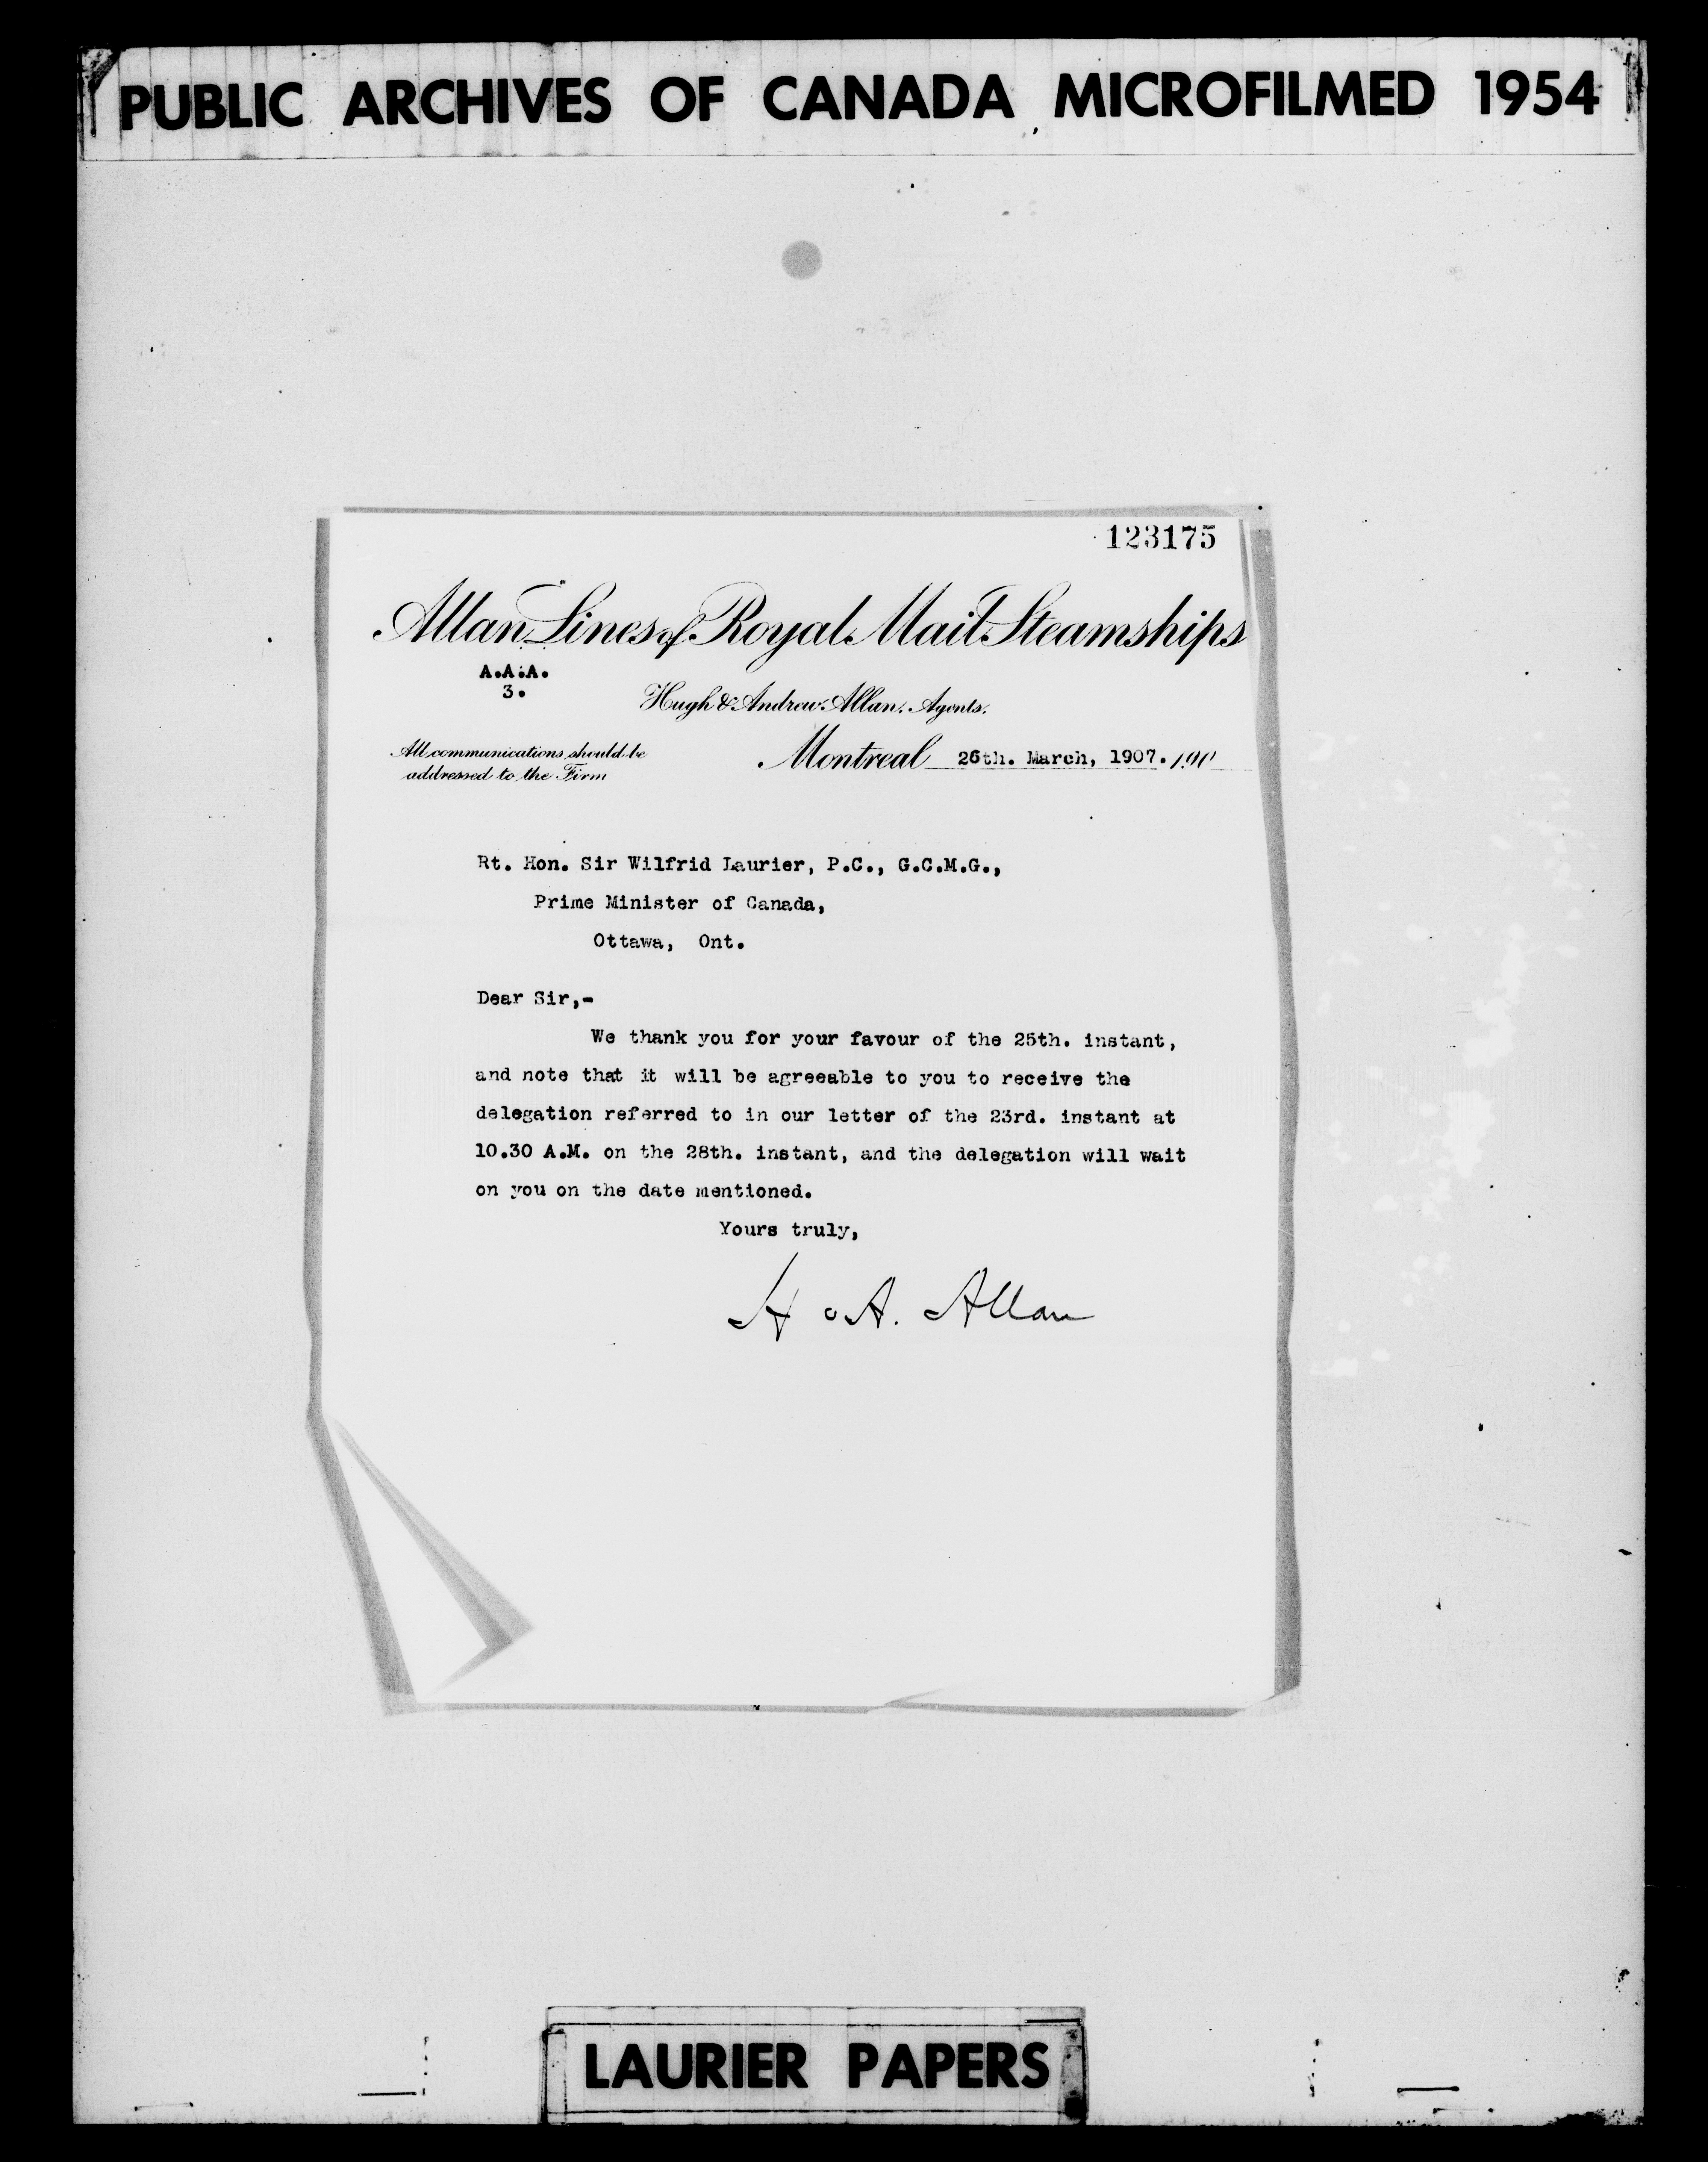 PUBLIC ARCHIVES OF CANADA MICROFILMED 1954
123175
Allan Lines of Royal Mail Steamships
A.A.A.
3.
Hugh & Andrew Allan. Agents.
All communications should be
addressed to the Firm
Montreal 26th. March, 1907. 190
Rt. Hon. Sir Wilfrid Laurier, P.C., G.C.M.G.,
Prime Minister of Canada,
Ottawa, Ont.
Dear Sir,-
We thank you for your favour of the 25th. instant,
and note that it will be agreeable to you to receive the
delegation referred to in our letter of the 23rd. instant at
10.30 A.M. on the 28th. instant, and the delegation will wait
on you on the date mentioned.
Yours truly,
H & A. Allan
LAURIER PAPERS